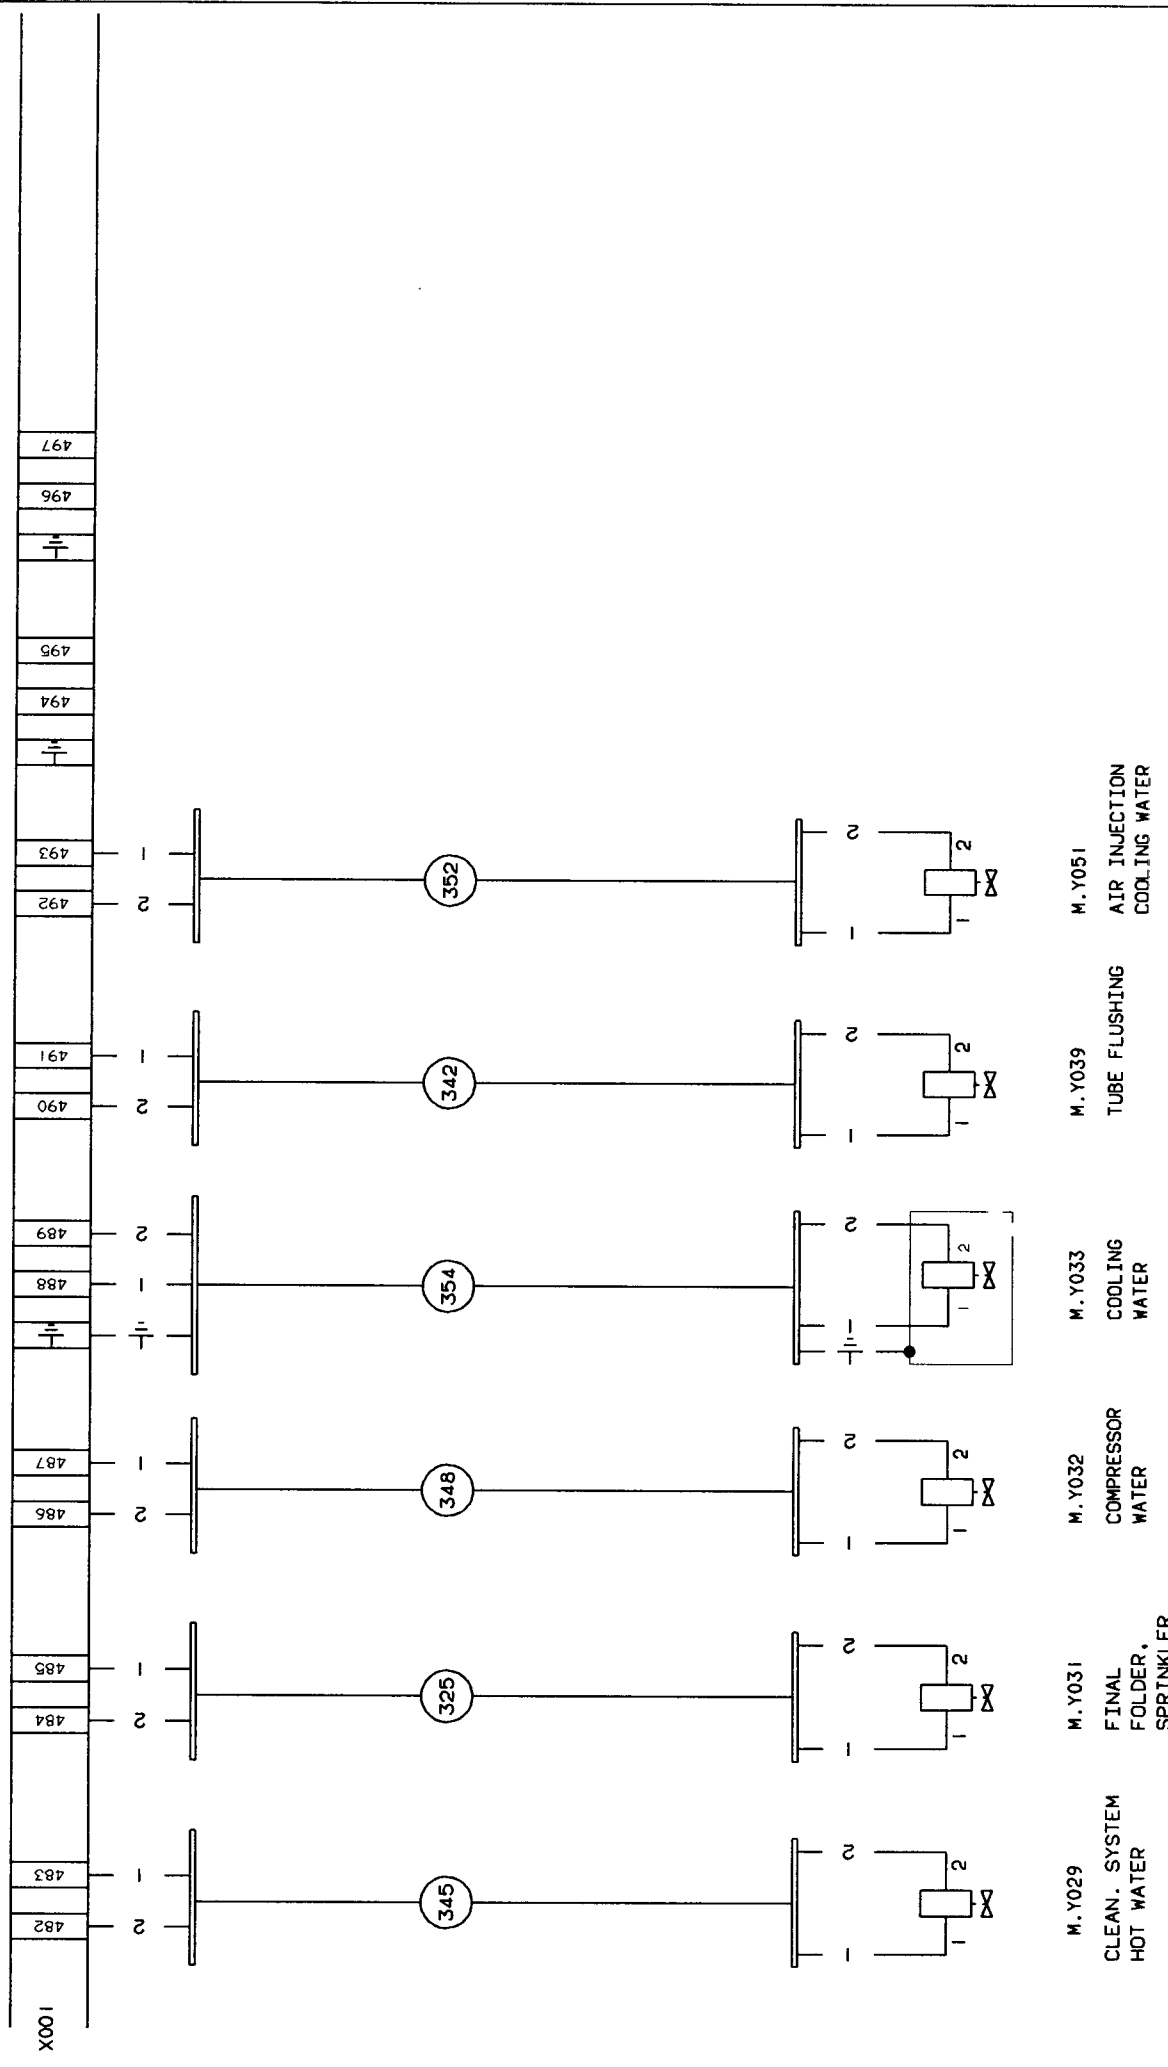 X001
482
483
484
485
486
487
488
489
490
491
492
493
494
495
496
497
2 1
2 1
2 1
1 2
2 1
2 1
345
325
348
354
342
352
1 2
1 2
1 2
1 2
1 2
1 2
1 2
1 2
1 2
1 2
1 2
1 2
M.Y029
CLEAN. SYSTEM
HOT WATER
M.Y031
FINAL
FOLDER,
SPRINKLER
M.Y032
COMPRESSOR
WATER
M.Y033
COOLING
WATER
M.Y039
TUBE FLUSHING
M.Y051
AIR INJECTION
COOLING WATER